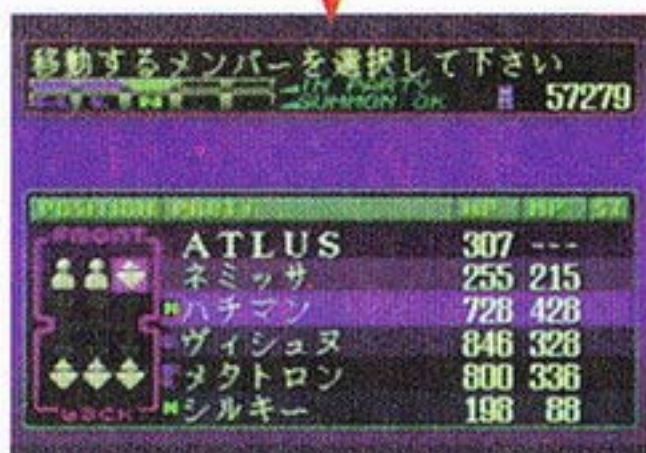 移動するメンバーを選択して下さい
IN PARTY
SUMMON OK
57279
POSITION PARTY HP MP ST
FRONT
ATLUS 307 ---
ネミッサ 255 215
ハチマン 728 428
ヴィシュヌ 846 328
メタトロン 800 336
シルキー 198 88
BACK